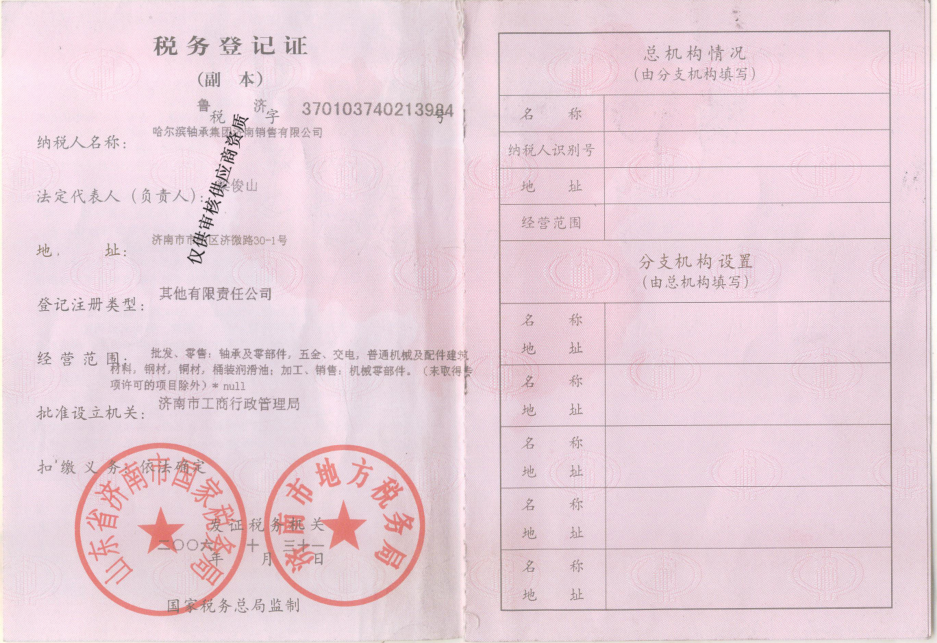 税务登记证
(副 本)
鲁 济
税 字 370103740213984 号
纳税人名称: 哈尔滨轴承集团 南销售有限公司
法定代表人(负责人): 俊山
地 址: 济南市市 区济微路30-1号
登记注册类型: 其他有限责任公司
经营范围: 批发、零售:轴承及零部件,五金、交电,普通机械及配件建筑
材料,钢材,铜材,桶装润滑油;加工、销售:机械零部件。(未取得专
项许可的项目除外)* null
批准设立机关: 济南市工商行政管理局
扣缴义务:依法确定
仅供审核供应商资质
山东省济南市国家税务局
济南市地方税务局
发证税务机关
二〇〇六年 十月 三十一日
国家税务总局监制
总机构情况
(由分支机构填写)
名 称
纳税人识别号
地 址
经营范围
分支机构设置
(由总机构填写)
名 称
地 址
名 称
地 址
名 称
地 址
名 称
地 址
名 称
地 址